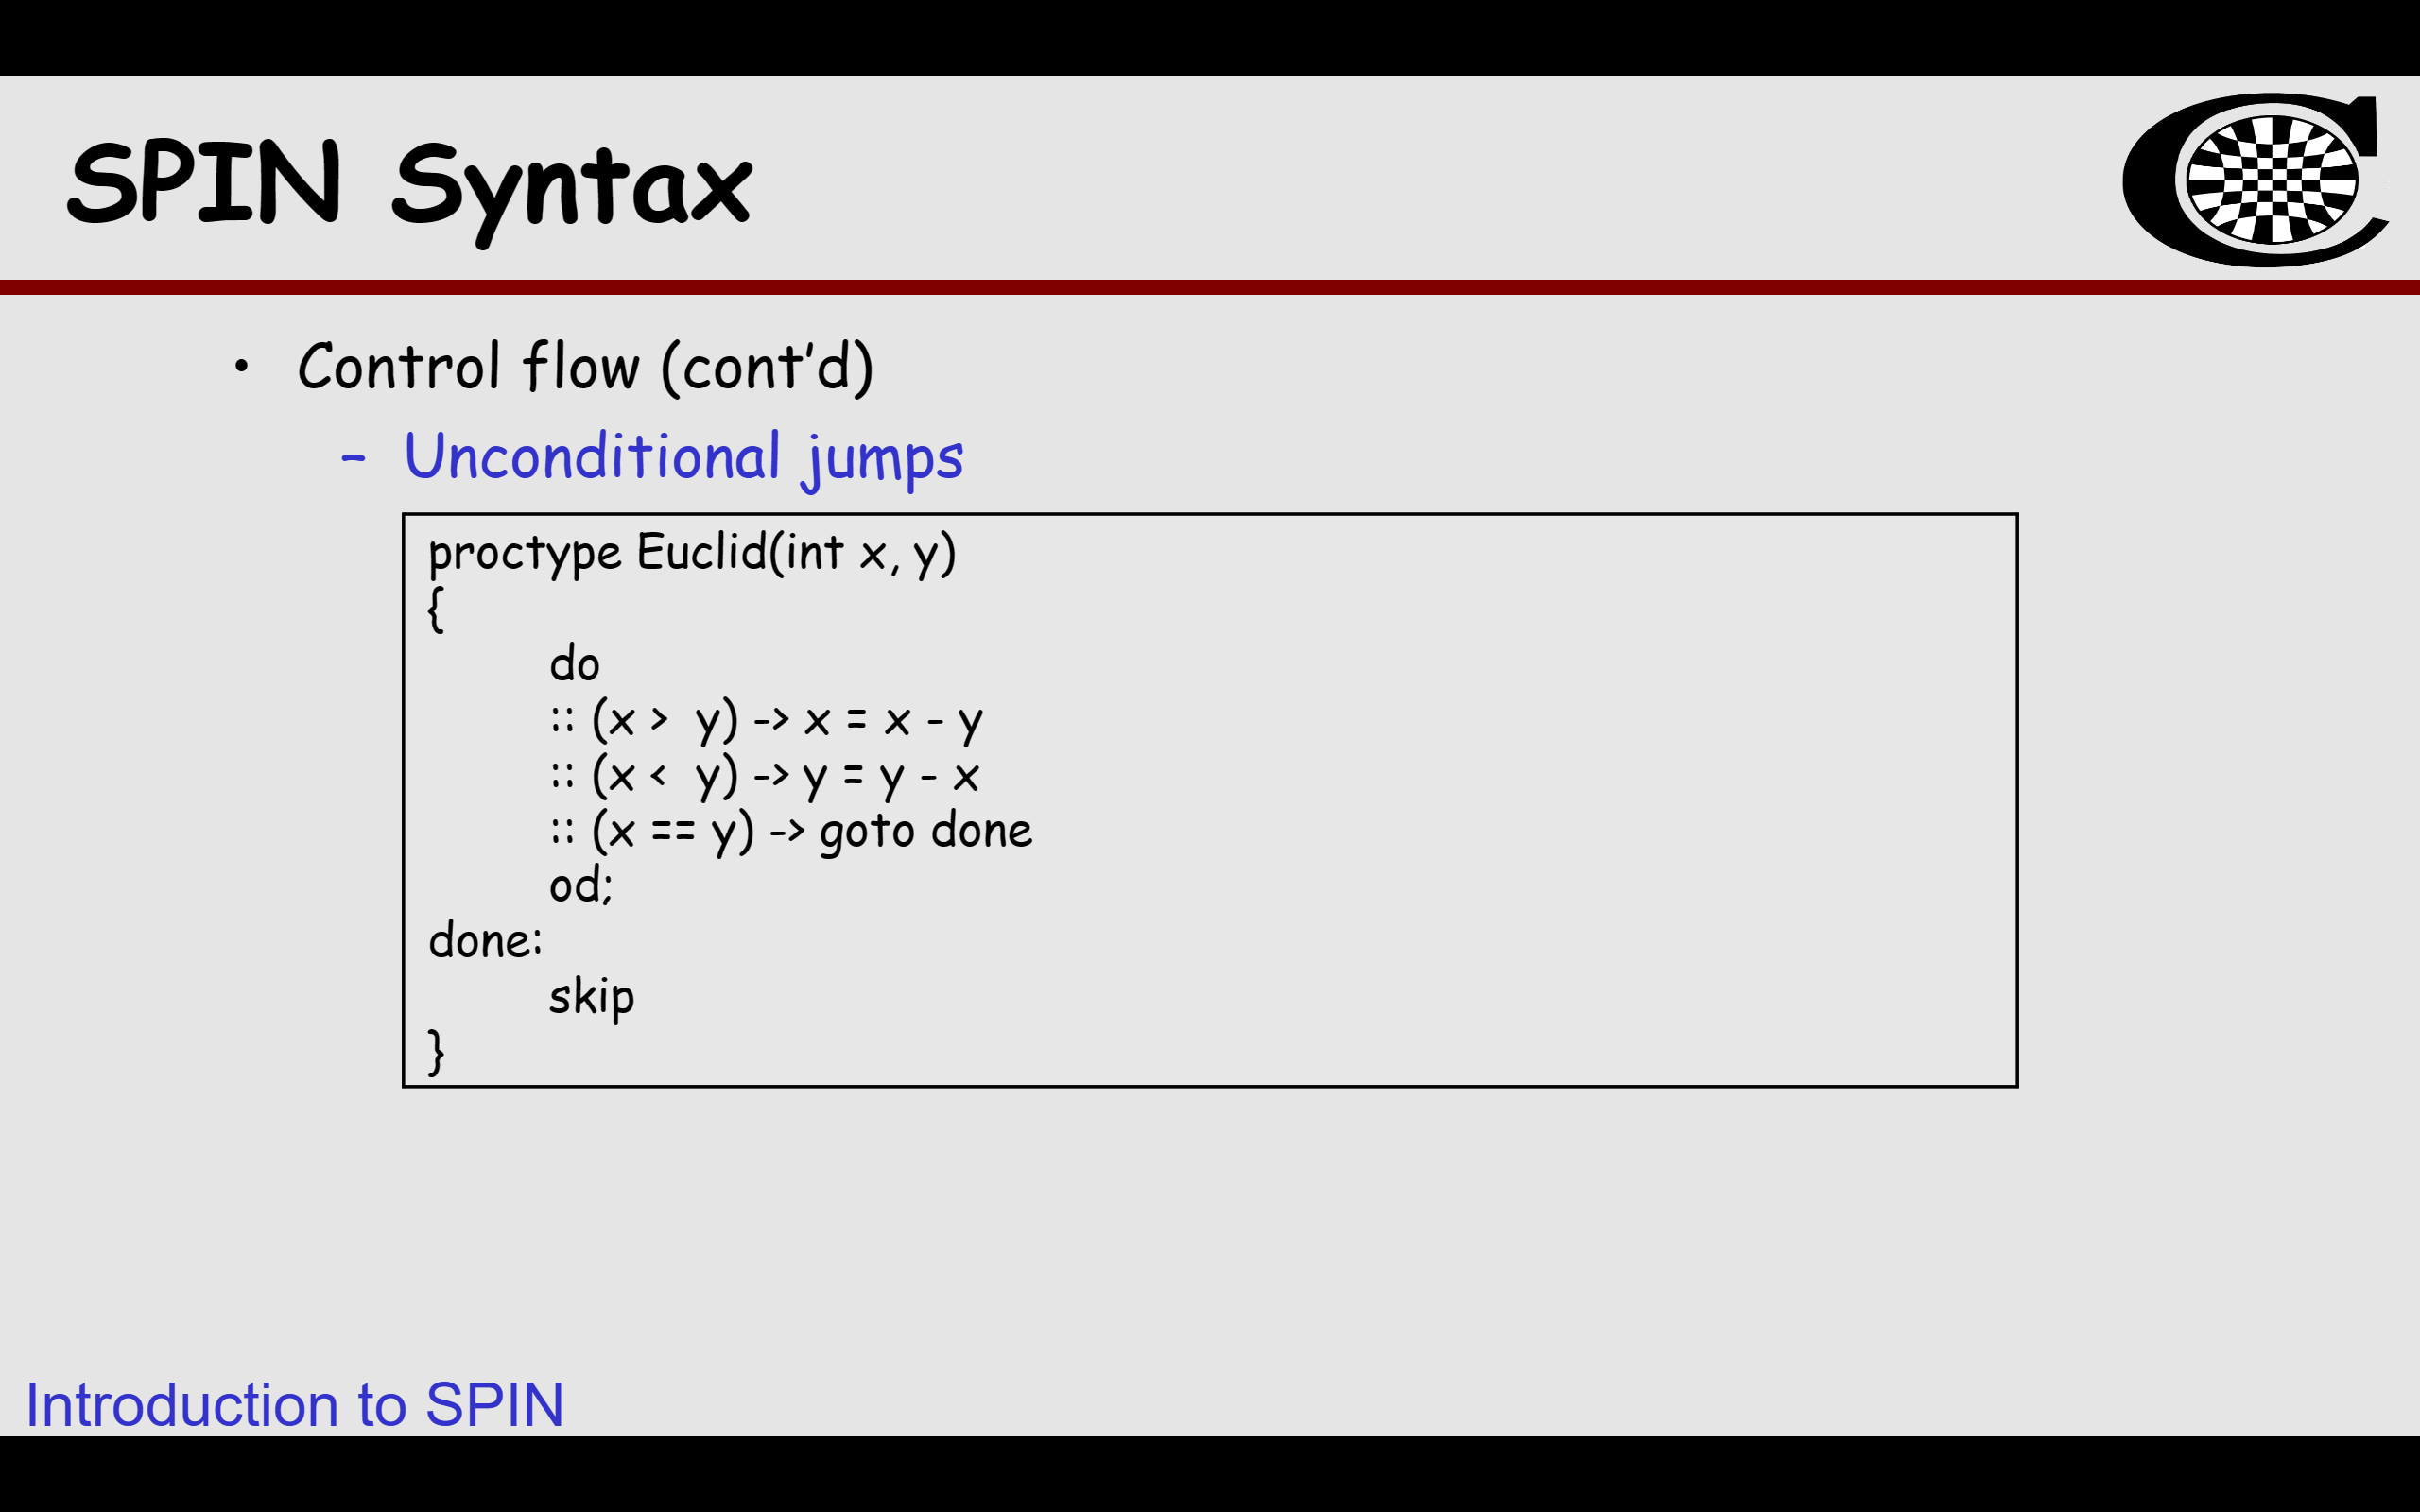 SPIN Syntax
• Control flow (cont'd)
– Unconditional jumps
proctype Euclid(int x, y)
{
do
:: (x >  y) -> x = x - y
:: (x <  y) -> y = y - x
:: (x == y) -> goto done
od;
done:
skip
}
Introduction to SPIN